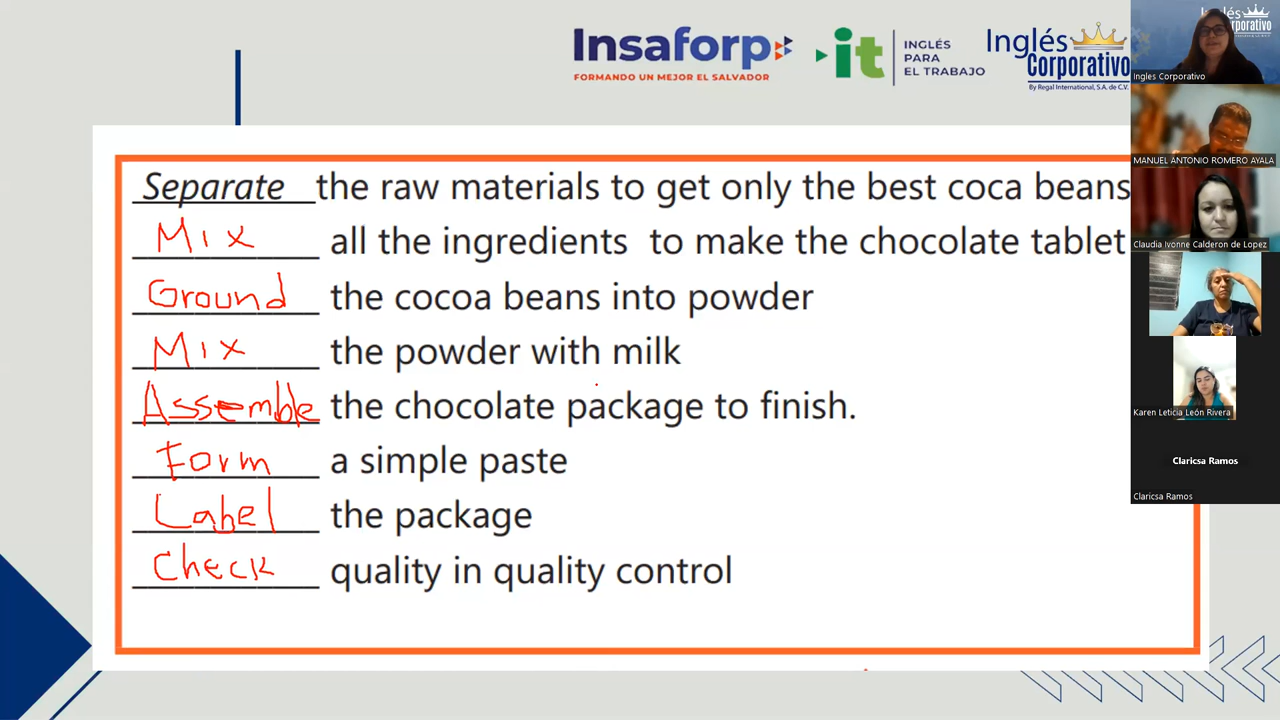 Insaforp
FORMANDO UN MEJOR EL SALVADOR
it
INGLÉS
PARA
EL TRABAJO
Inglés
Corporativo
By Regal International, S.A. de C.V.
Separate the raw materials to get only the best coca beans
Mix all the ingredients to make the chocolate tablet
Ground the cocoa beans into powder
Mix the powder with milk
Assemble the chocolate package to finish.
Form a simple paste
Label the package
Check quality in quality control
Inglés
Corporativo
Ingles Corporativo
MANUEL ANTONIO ROMERO AYALA
Claudia Ivonne Calderon de Lopez
Karen Leticia León Rivera
Claricsa Ramos
Claricsa Ramos